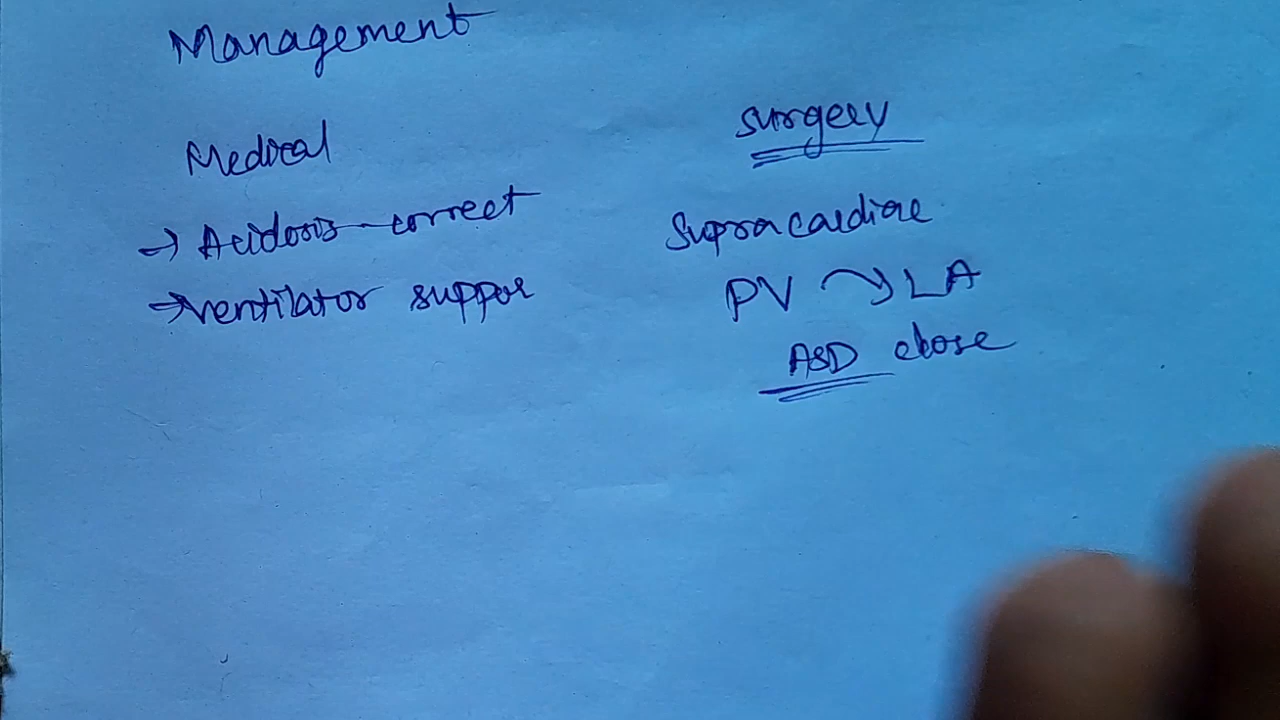 Management
Medical
→ Acidosis correct
→ Ventilator suppor
surgery
Supracardiac
PV → LA
ASD close